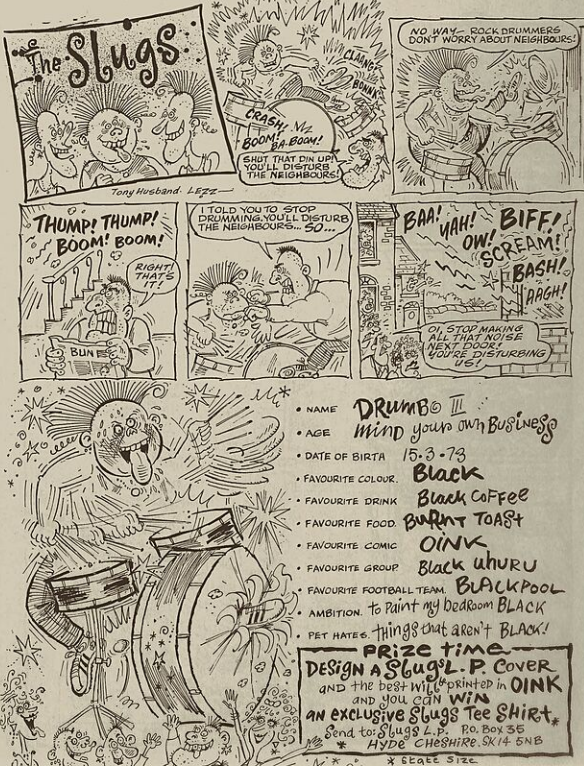 The Slugs
Tony Husband. LEZZ
CLANG!
BONK
CRASH!
BOOM!
BA-BOOM!
SHUT THAT DIN UP!
YOU'LL DISTURB
THE NEIGHBOURS!
NO WAY - ROCK DRUMMERS
DON'T WORRY ABOUT NEIGHBOURS!
THUMP! THUMP!
BOOM! BOOM!
RIGHT!
THAT'S
IT!
BUN
I TOLD YOU TO STOP
DRUMMING. YOU'LL DISTURB
THE NEIGHBOURS... SO...
BAA!
YAH!
OW!
BIFF!
SCREAM!
BASH!
AAGH!
OI, STOP MAKING
ALL THAT NOISE
NEXT DOOR!
YOU'RE DISTURBING
US!
• NAME DRUMBO III
• AGE mind your own BUSINESS
• DATE OF BIRTH 15·3·73
• FAVOURITE COLOUR. Black
• FAVOURITE DRINK Black Coffee
• FAVOURITE FOOD. BURNT TOAST
• FAVOURITE COMIC OINK
• FAVOURITE GROUP Black uhuru
• FAVOURITE FOOTBALL TEAM. BLACKPOOL
• AMBITION. to paint my bedroom BLACK
• PET HATES. things that aren't BLACK!
PRIZE TIME
DESIGN A Slugs L.P. COVER
and the best will be printed in OINK
and you can WIN
an exclusive Slugs TEE SHIRT*
Send to: Slugs L.P. P.O. Box 35
HYDE CHESHIRE. SK14 5NB
* State Size